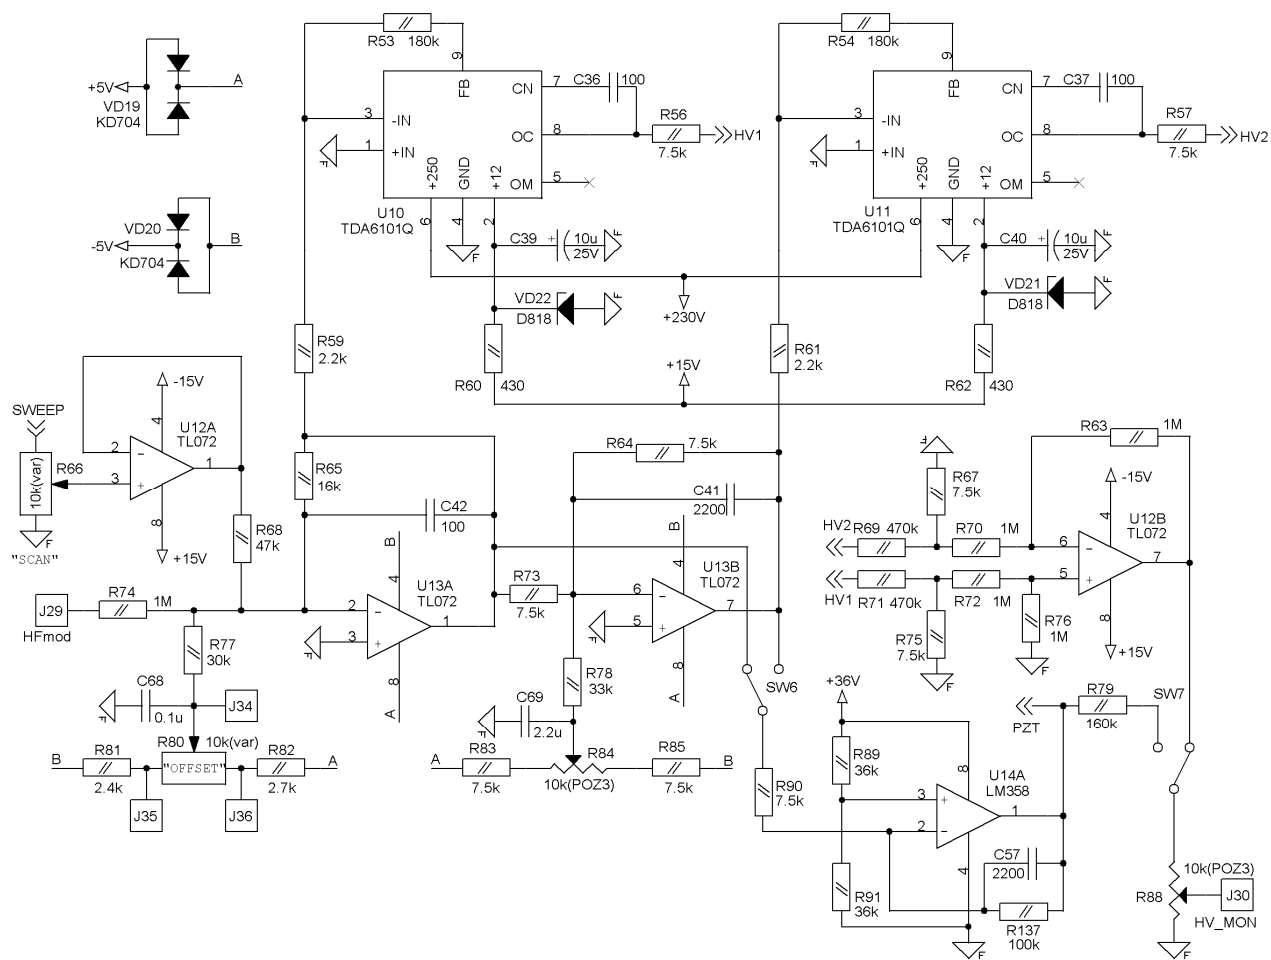 R53 180k
R54 180k
9
9
+5V
A
VD19
KD704
FB
CN
7
C36
100
R56
3
-IN
OC
8
HV1
7.5k
1
+IN
F
+250
GND
+12
OM
5
U10
TDA6101Q
6
4
2
F
FB
CN
7
C37
100
R57
3
-IN
OC
8
HV2
7.5k
1
+IN
F
+250
GND
+12
OM
5
U11
TDA6101Q
6
4
2
F
VD20
-5V
B
KD704
C39
+
10u
25V
F
C40
+
10u
25V
F
VD22
D818
F
+230V
VD21
D818
F
R59
2.2k
R61
2.2k
+15V
R60
430
R62
430
-15V
SWEEP
U12A
TL072
4
2
1
R66
3
10k(var)
8
F
"SCAN"
+15V
R68
47k
R65
16k
C42
100
R64
7.5k
C41
2200
B
4
U13A
TL072
2
1
3
F
8
A
R73
7.5k
B
4
U13B
TL072
6
7
5
F
8
A
R63
1M
F
R67
7.5k
-15V
HV2
R69
470k
R70
1M
4
U12B
TL072
6
7
5
HV1
R71
470k
R72
1M
8
R75
7.5k
F
R76
1M
F
+15V
J29
HFmod
R74
1M
R77
30k
C68
0.1u
F
J34
R80
10k(var)
B
R81
2.4k
"OFFSET"
R82
2.7k
A
J35
J36
R78
33k
C69
2.2u
F
A
R83
7.5k
R84
10k(POZ3)
R85
7.5k
B
SW6
R90
7.5k
+36V
R89
36k
8
U14A
LM358
3
1
2
4
C57
2200
R91
36k
R137
100k
F
PZT
R79
160k
SW7
10k(POZ3)
R88
J30
HV_MON
F